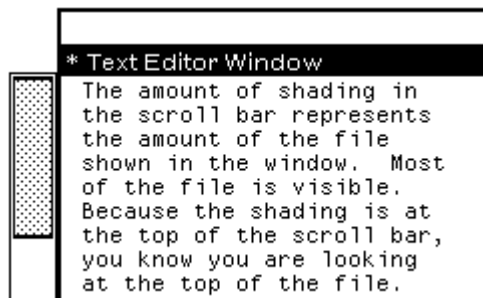 * Text Editor Window
The amount of shading in
the scroll bar represents
the amount of the file
shown in the window.  Most
of the file is visible.
Because the shading is at
the top of the scroll bar,
you know you are looking
at the top of the file.